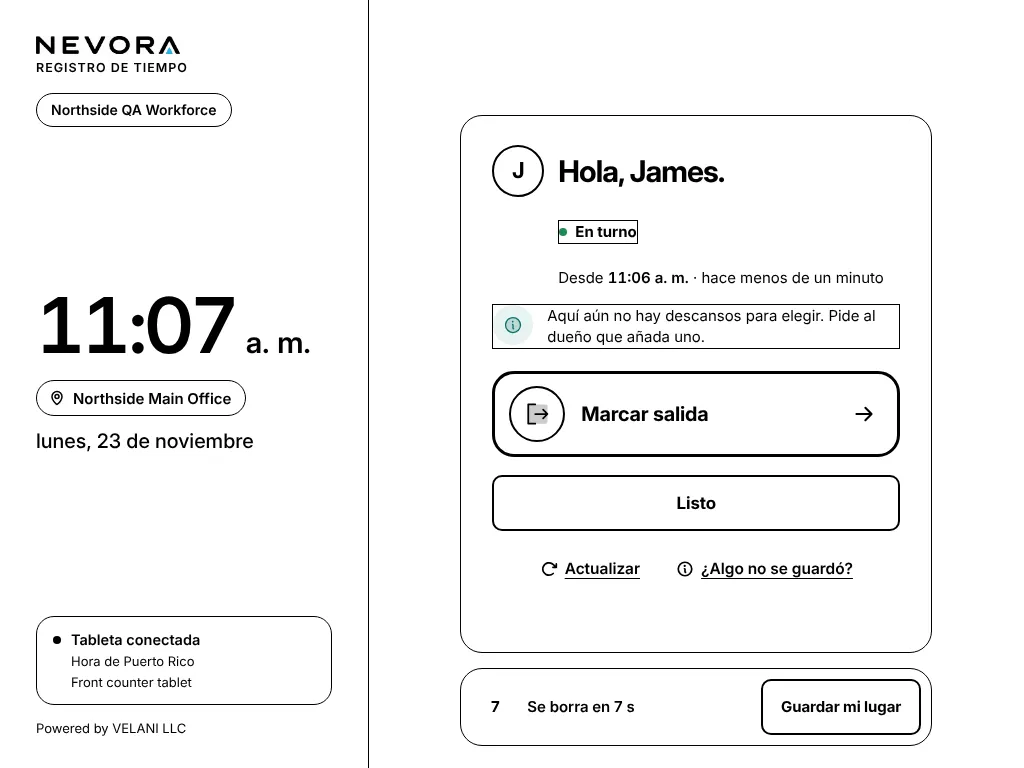 NEVORA
REGISTRO DE TIEMPO
Northside QA Workforce
11:07 a. m.
Northside Main Office
lunes, 23 de noviembre
Tableta conectada
Hora de Puerto Rico
Front counter tablet
Powered by VELANI LLC
J
Hola, James.
En turno
Desde 11:06 a. m. · hace menos de un minuto
Aquí aún no hay descansos para elegir. Pide al
dueño que añada uno.
Marcar salida
Listo
Actualizar
¿Algo no se guardó?
7
Se borra en 7 s
Guardar mi lugar